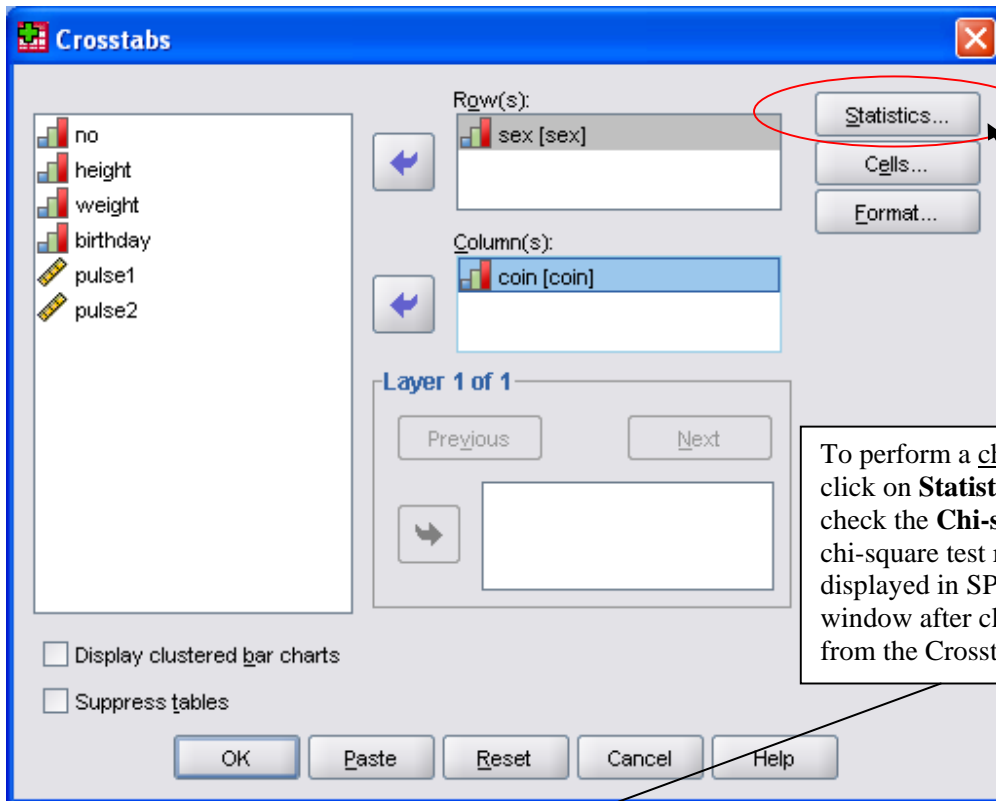 Crosstabs
Row(s):
no
height
weight
birthday
pulse1
pulse2
sex [sex]
Statistics...
Cells...
Format...
Column(s):
coin [coin]
Layer 1 of 1
Previous
Next
To perform a
click on
check the
chi-square test
displayed in
window after
from the
Display clustered bar charts
Suppress tables
OK
Paste
Reset
Cancel
Help